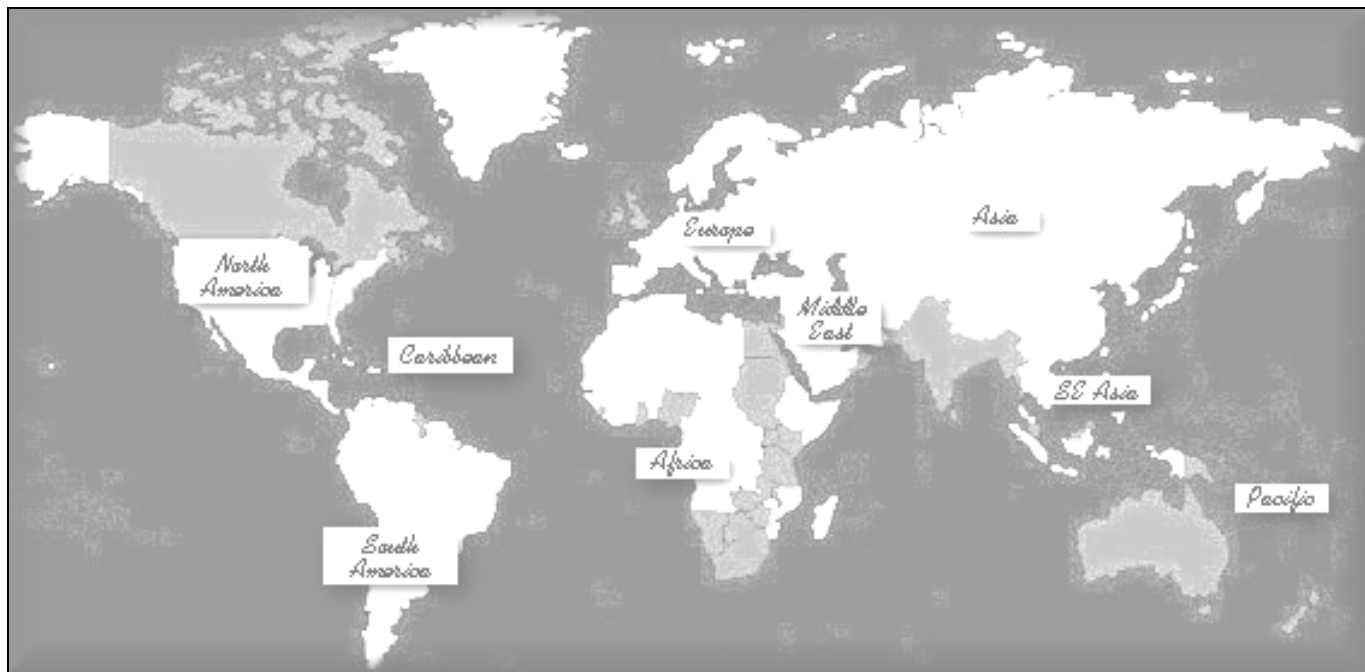 Asia
Europe
North
America
Middle
East
Caribbean
SE Asia
Africa
Pacific
South
America